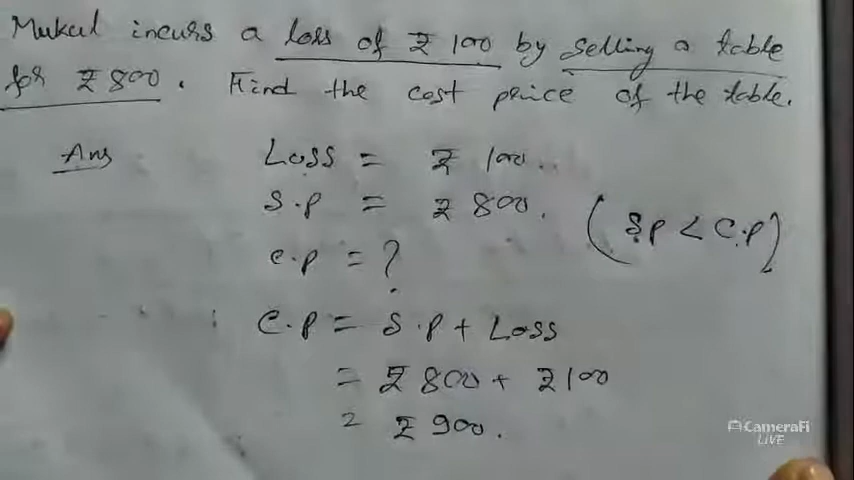 Mukul incurs a loss of ₹ 100 by selling a table
for ₹ 800. Find the cost price of the table.
Ans
Loss = ₹ 100.
S.P = ₹ 800.
(S.P < C.P)
C.P = ?
C.P = S.P + Loss
= ₹ 800 + ₹ 100
= ₹ 900.
CameraFi
LIVE